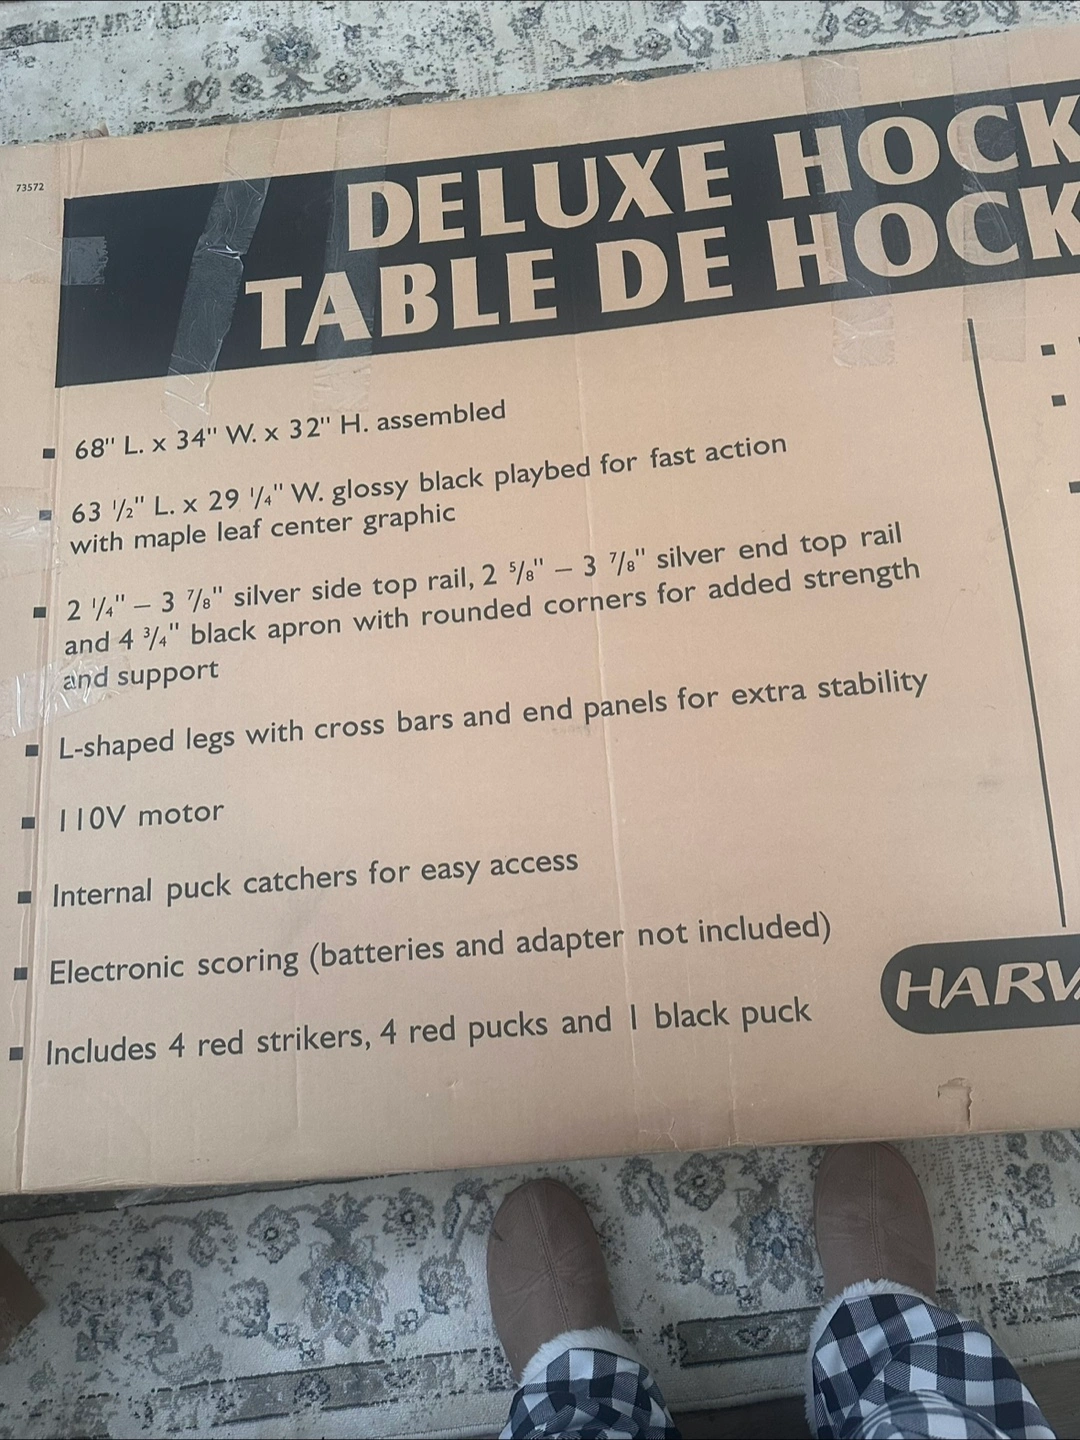 73572
DELUXE HOCK
TABLE DE HOCK
▪ 68" L. x 34" W. x 32" H. assembled
▪ 63 1/2" L. x 29 1/4" W. glossy black playbed for fast action
with maple leaf center graphic
▪ 2 1/4" – 3 7/8" silver side top rail, 2 5/8" – 3 7/8" silver end top rail
and 4 3/4" black apron with rounded corners for added strength
and support
▪ L-shaped legs with cross bars and end panels for extra stability
▪ 110V motor
▪ Internal puck catchers for easy access
▪ Electronic scoring (batteries and adapter not included)
▪ Includes 4 red strikers, 4 red pucks and 1 black puck
HARV